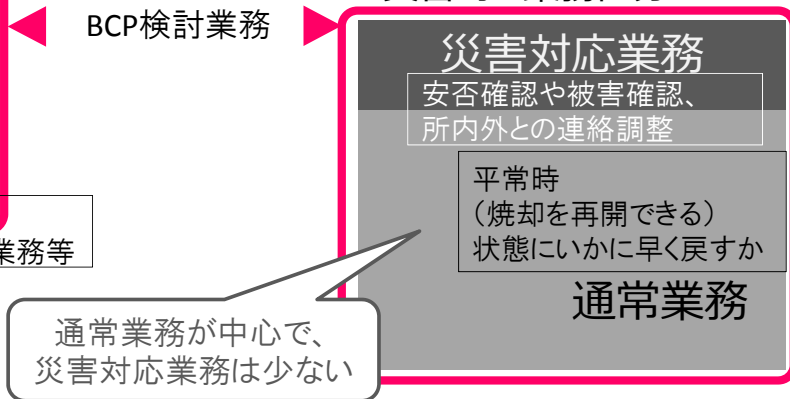 BCP検討業務
災害対応業務
安否確認や被害確認、
所内外との連絡調整
平常時
（焼却を再開できる）
状態にいかに早く戻すか
業務等
通常業務
通常業務が中心で、
災害対応業務は少ない